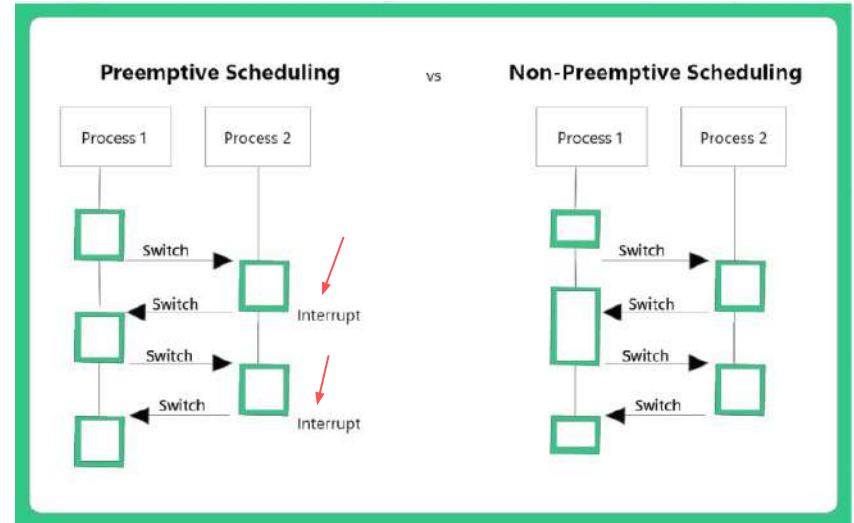 Preemptive Scheduling
vs
Non-Preemptive Scheduling
Process 1
Process 2
Process 1
Process 2
Switch
Switch
Switch
Switch
Interrupt
Switch
Switch
Interrupt
Switch
Switch